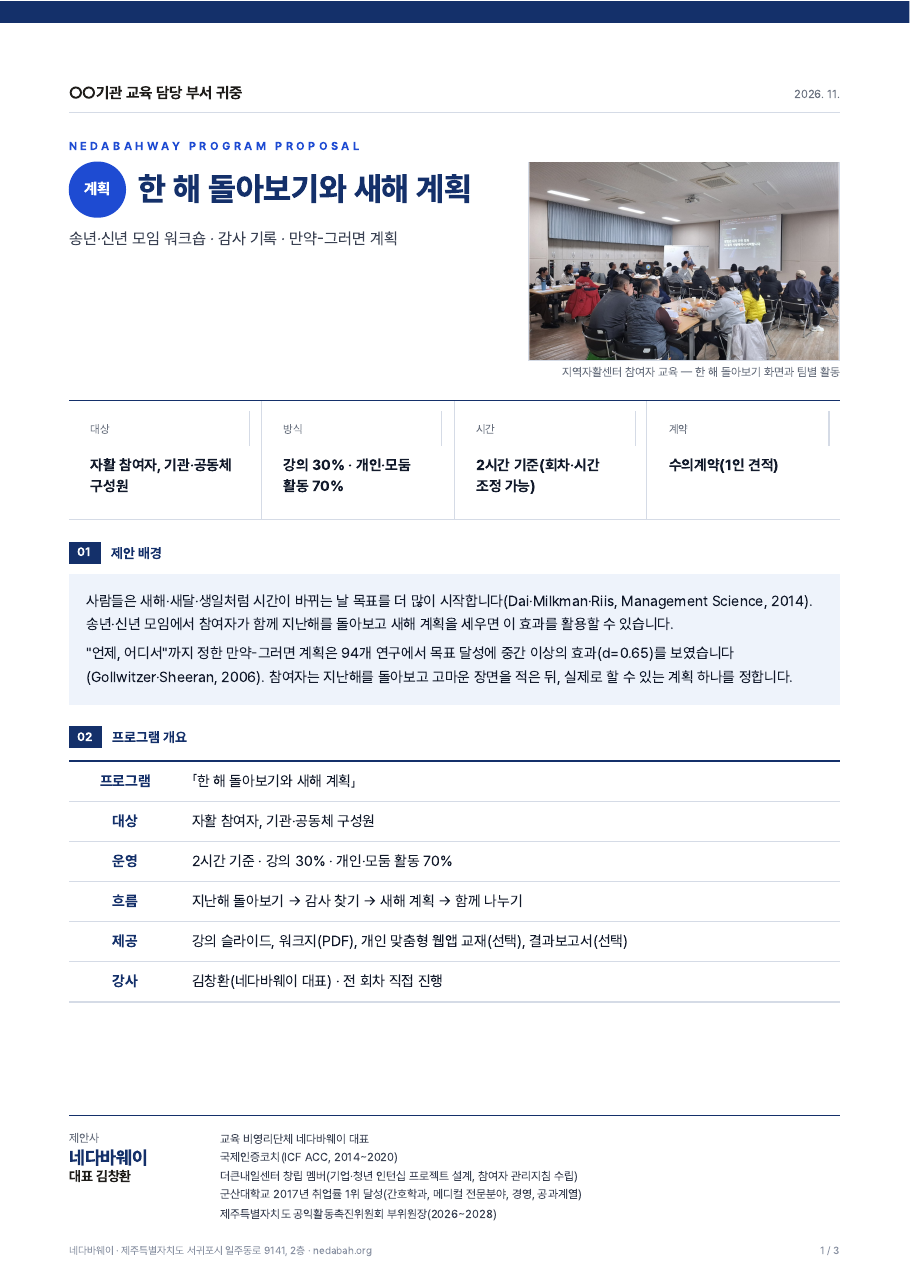 〇〇기관 교육 담당 부서 귀중
2026. 11.
NEDABAHWAY PROGRAM PROPOSAL
계획
한 해 돌아보기와 새해 계획
송년·신년 모임 워크숍 · 감사 기록 · 만약-그러면 계획
지역자활센터 참여자 교육 — 한 해 돌아보기 화면과 팀별 활동
대상
자활 참여자, 기관·공동체
구성원
방식
강의 30% · 개인·모둠
활동 70%
시간
2시간 기준(회차·시간
조정 가능)
계약
수의계약(1인 견적)
01 제안 배경
사람들은 새해·새달·생일처럼 시간이 바뀌는 날 목표를 더 많이 시작합니다(Dai·Milkman·Riis, Management Science, 2014).
송년·신년 모임에서 참여자가 함께 지난해를 돌아보고 새해 계획을 세우면 이 효과를 활용할 수 있습니다.
"언제, 어디서"까지 정한 만약-그러면 계획은 94개 연구에서 목표 달성에 중간 이상의 효과(d=0.65)를 보였습니다
(Gollwitzer·Sheeran, 2006). 참여자는 지난해를 돌아보고 고마운 장면을 적은 뒤, 실제로 할 수 있는 계획 하나를 정합니다.
02 프로그램 개요
프로그램 「한 해 돌아보기와 새해 계획」
대상 자활 참여자, 기관·공동체 구성원
운영 2시간 기준 · 강의 30% · 개인·모둠 활동 70%
흐름 지난해 돌아보기 → 감사 찾기 → 새해 계획 → 함께 나누기
제공 강의 슬라이드, 워크지(PDF), 개인 맞춤형 웹앱 교재(선택), 결과보고서(선택)
강사 김창환(네다바웨이 대표) · 전 회차 직접 진행
제안사
네다바웨이
대표 김창환
교육 비영리단체 네다바웨이 대표
국제인증코치(ICF ACC, 2014~2020)
더큰내일센터 창립 멤버(기업·청년 인턴십 프로젝트 설계, 참여자 관리지침 수립)
군산대학교 2017년 취업률 1위 달성(간호학과, 메디컬 전문분야, 경영, 공과계열)
제주특별자치도 공익활동촉진위원회 부위원장(2026~2028)
네다바웨이 · 제주특별자치도 서귀포시 일주동로 9141, 2층 · nedabah.org
1 / 3